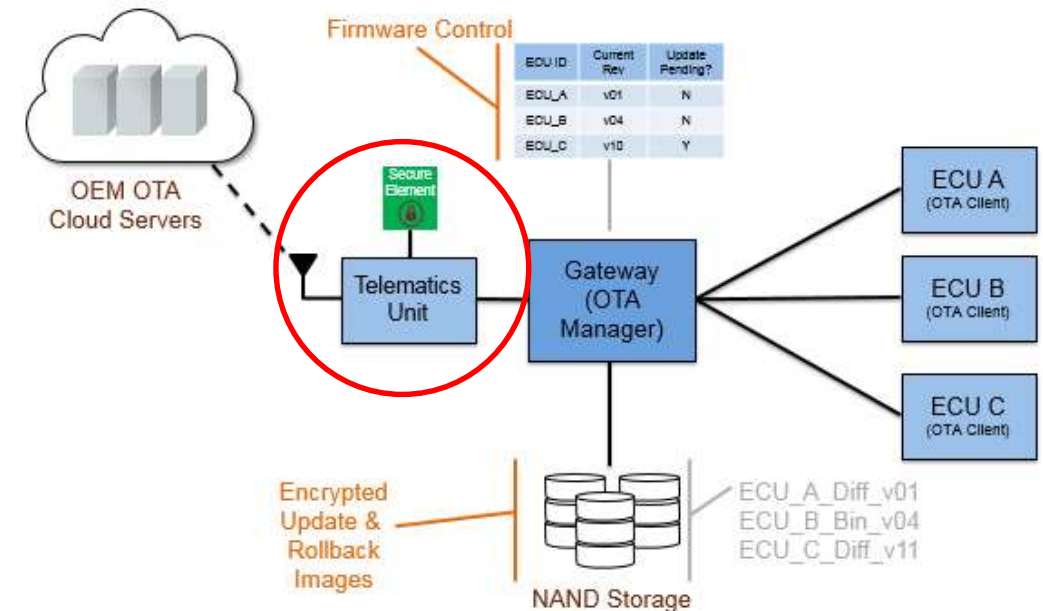 Firmware Control
ECU ID Current Rev Update Pending?
ECU_A v01 N
ECU_B v04 N
ECU_C v10 Y
OEM OTA
Cloud Servers
Secure
Element
Telematics
Unit
Gateway
(OTA
Manager)
ECU A
(OTA Client)
ECU B
(OTA Client)
ECU C
(OTA Client)
Encrypted
Update &
Rollback
Images
ECU_A_Diff_v01
ECU_B_Bin_v04
ECU_C_Diff_v11
NAND Storage